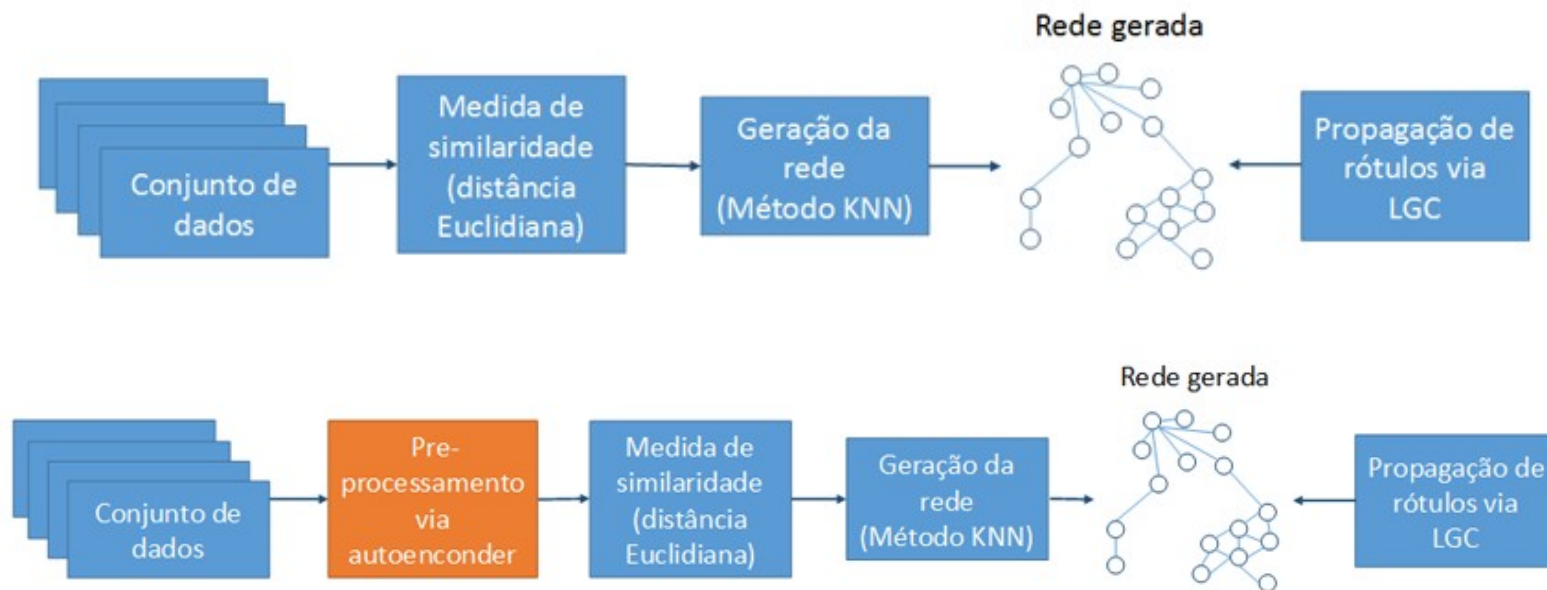 Rede gerada
Conjunto de
dados
Medida de
similaridade
(distância
Euclidiana)
Geração da
rede
(Método KNN)
Propagação de
rótulos via
LGC
Rede gerada
Conjunto de
dados
Pre-
processamento
via
autoenconder
Medida de
similaridade
(distância
Euclidiana)
Geração da
rede
(Método KNN)
Propagação de
rótulos via
LGC